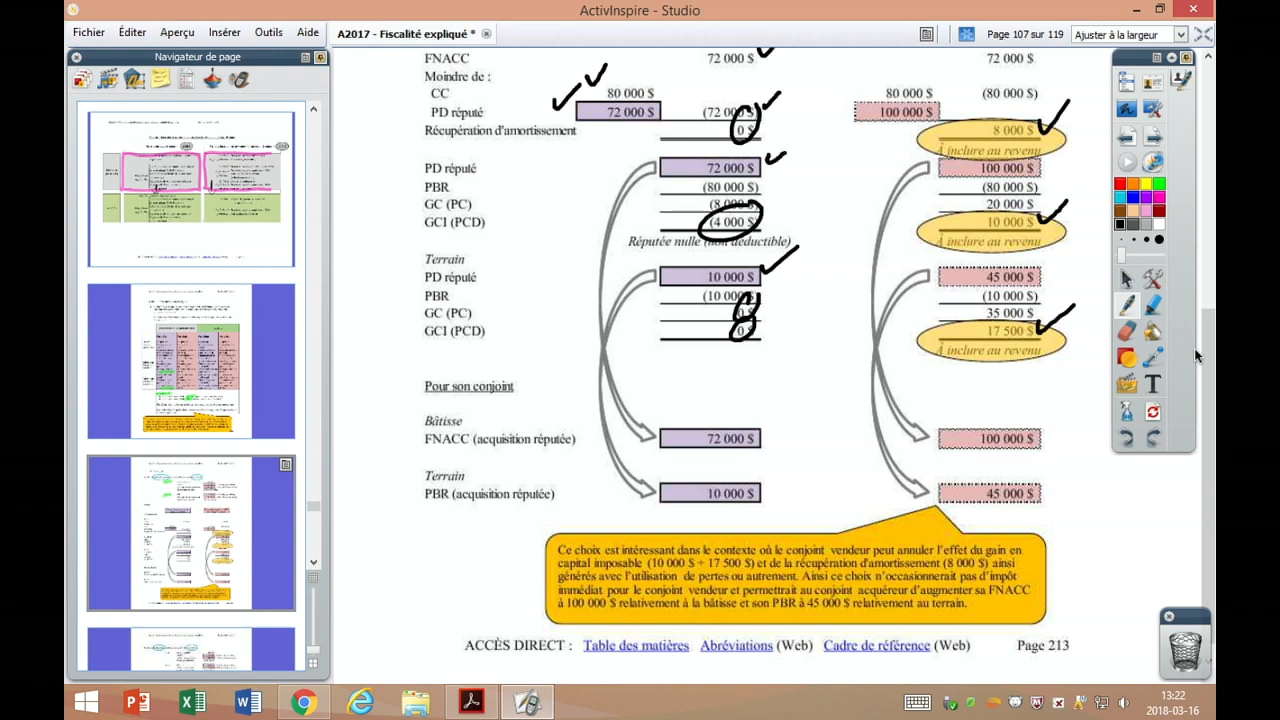 ActivInspire - Studio
Fichier Éditer Aperçu Insérer Outils Aide
A2017 - Fiscalité expliqué *
Page 107 sur 119
Ajuster à la largeur
Navigateur de page
FNACC 72 000 $ 72 000 $
Moindre de :
CC 80 000 $ 80 000 $ (80 000 $)
PD réputé 72 000 $ (72 000 $) 100 000 $
Récupération d'amortissement 0 $ 8 000 $
À inclure au revenu
PD réputé 72 000 $ 100 000 $
PBR (80 000 $) (80 000 $)
GC (PC) (8 000 $) 20 000 $
GCI (PCD) (4 000 $) 10 000 $
Réputée nulle (non déductible) À inclure au revenu
Terrain
PD réputé 10 000 $ 45 000 $
PBR (10 000 $) (10 000 $)
GC (PC) 0 $ 35 000 $
GCI (PCD) 0 $ 17 500 $
À inclure au revenu
Pour son conjoint
Bâtisse
FNACC (acquisition réputée) 72 000 $ 100 000 $
Terrain
PBR (acquisition réputée) 10 000 $ 45 000 $
Ce choix est intéressant dans le contexte où le conjoint vendeur peut annuler l'effet du gain en
capital imposable (10 000 $ + 17 500 $) et de la récupération d'amortissement (8 000 $) ainsi
générés avec l'utilisation de pertes ou autrement. Ainsi ce choix n'occasionnerait pas d'impôt
immédiat pour le conjoint vendeur et permettrait au conjoint acquéreur d'augmenter sa FNACC
à 100 000 $ relativement à la bâtisse et son PBR à 45 000 $ relativement au terrain.
ACCÈS DIRECT : Table des matières Abréviations (Web) Cadre de référence (Web) Page 213
13:22
2018-03-16